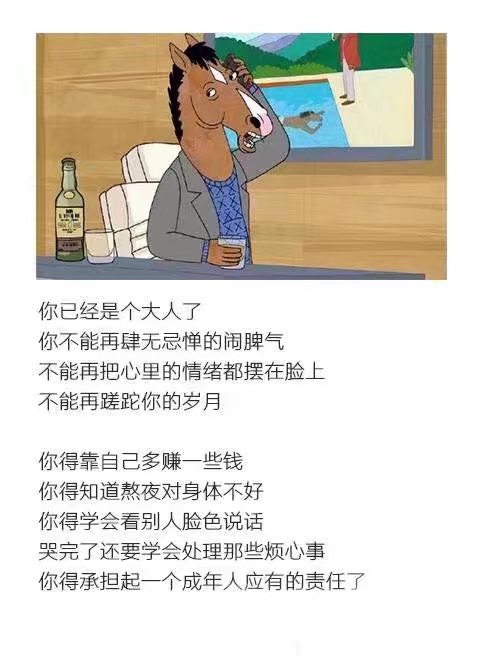 你已经是个大人了
你不能再肆无忌惮的闹脾气
不能再把心里的情绪都摆在脸上
不能再蹉跎你的岁月
你得靠自己多赚一些钱
你得知道熬夜对身体不好
你得学会看别人脸色说话
哭完了还要学会处理那些烦心事
你得承担起一个成年人应有的责任了